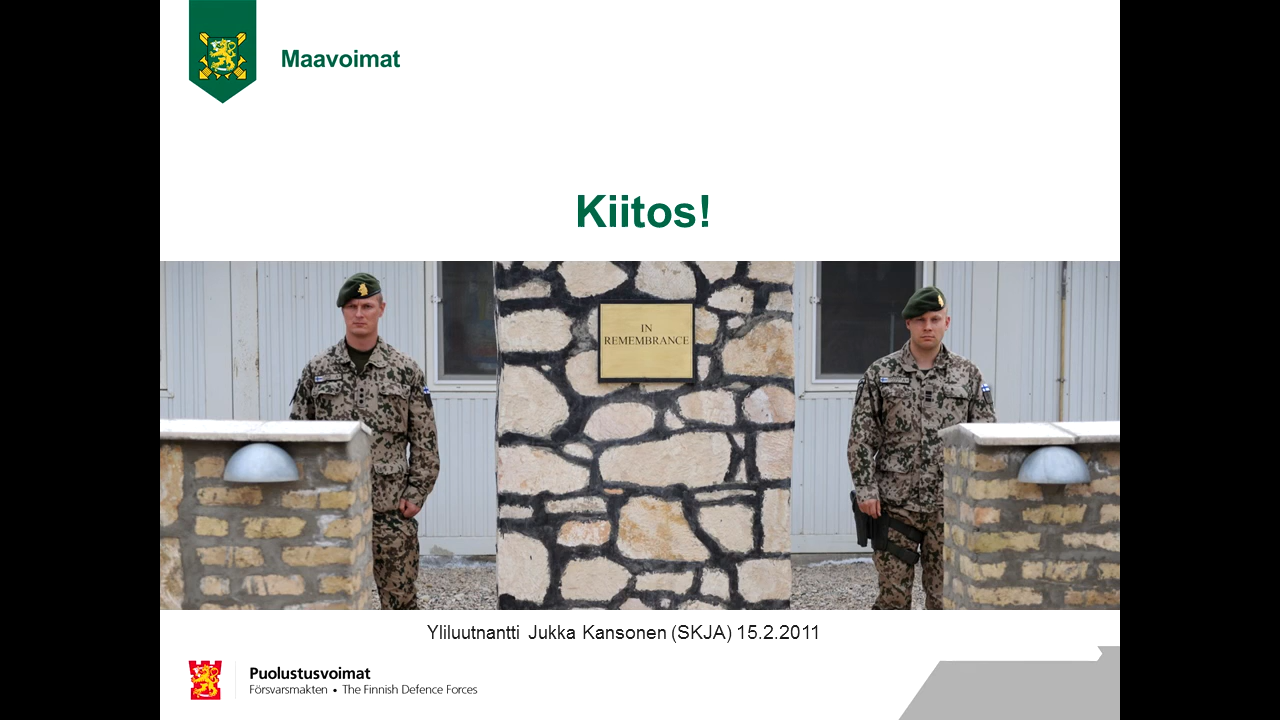 Maavoimat
Kiitos!
IN
REMEMBRANCE
Yliluutnantti Jukka Kansonen (SKJA) 15.2.2011
Puolustusvoimat
Försvarsmakten • The Finnish Defence Forces